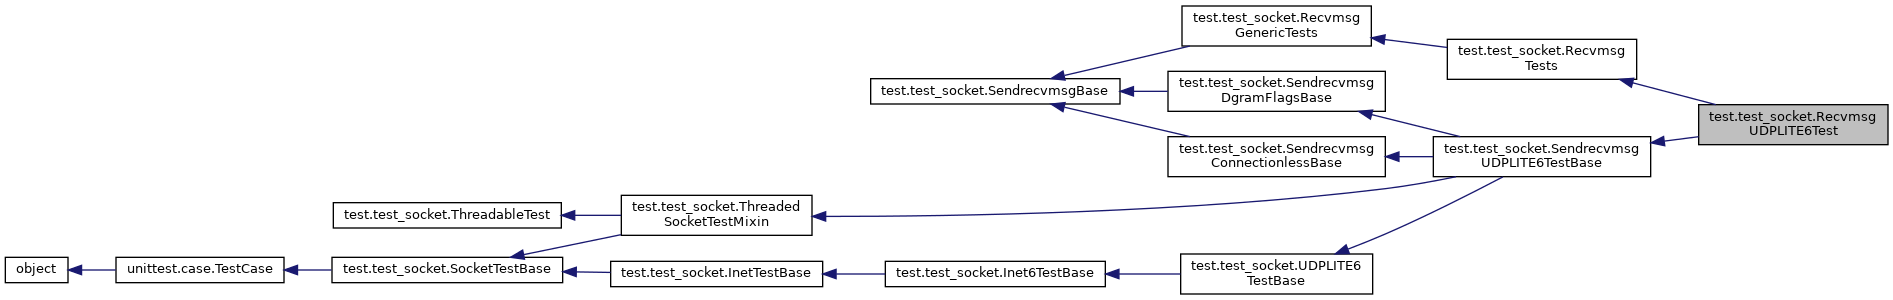 test.test_socket.Recvmsg
GenericTests
test.test_socket.Recvmsg
Tests
test.test_socket.SendrecvmsgBase
test.test_socket.Sendrecvmsg
DgramFlagsBase
test.test_socket.Recvmsg
UDPLITE6Test
test.test_socket.Sendrecvmsg
ConnectionlessBase
test.test_socket.Sendrecvmsg
UDPLITE6TestBase
test.test_socket.ThreadableTest
test.test_socket.Threaded
SocketTestMixin
object
unittest.case.TestCase
test.test_socket.SocketTestBase
test.test_socket.InetTestBase
test.test_socket.Inet6TestBase
test.test_socket.UDPLITE6
TestBase